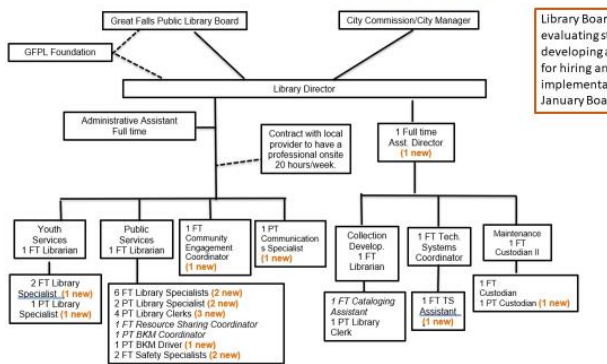 Great Falls Public Library Board
City Commission/City Manager
GFPL Foundation
Library Director
Administrative Assistant
Full time
Contract with local
provider to have a
professional onsite
20 hours/week.
1 Full time
Asst. Director
(1 new)
Youth
Services
1 FT Librarian
Public
Services
1 FT Librarian
1 FT
Community
Engagement
Coordinator
(1 new)
1 PT
Communication
s Specialist
(1 new)
Collection
Develop.
1 FT
Librarian
1 FT Tech.
Systems
Coordinator
Maintenance
1 FT
Custodian II
2 FT Library
Specialist (1 new)
1 PT Library
Specialist (1 new)
6 FT Library Specialists (2 new)
2 PT Library Specialist (2 new)
4 PT Library Clerks (3 new)
1 FT Resource Sharing Coordinator
1 PT BKM Coordinator
1 PT BKM Driver (1 new)
2 FT Safety Specialists (2 new)
1 FT Cataloging
Assistant
1 PT Library
Clerk
1 FT TS
Assistant
(1 new)
1 FT
Custodian
1 PT Custodian (1 new)
Library Boar
evaluating st
developing a
for hiring an
implementa
January Boa